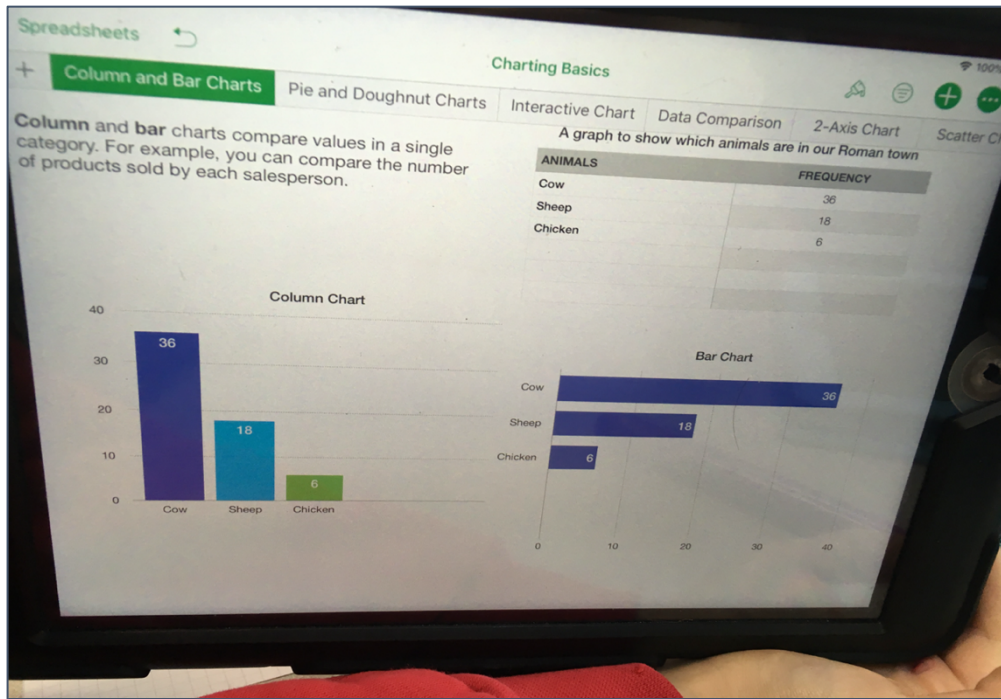 Spreadsheets
Charting Basics
100%
+
Column and Bar Charts
Pie and Doughnut Charts
Interactive Chart
Data Comparison
2-Axis Chart
Scatter C
Column and bar charts compare values in a single
category. For example, you can compare the number
of products sold by each salesperson.
A graph to show which animals are in our Roman town
ANIMALS FREQUENCY
Cow 36
Sheep 18
Chicken 6
Column Chart
40
30
20
10
0
36
18
6
Cow Sheep Chicken
Bar Chart
Cow 36
Sheep 18
Chicken 6
0 10 20 30 40